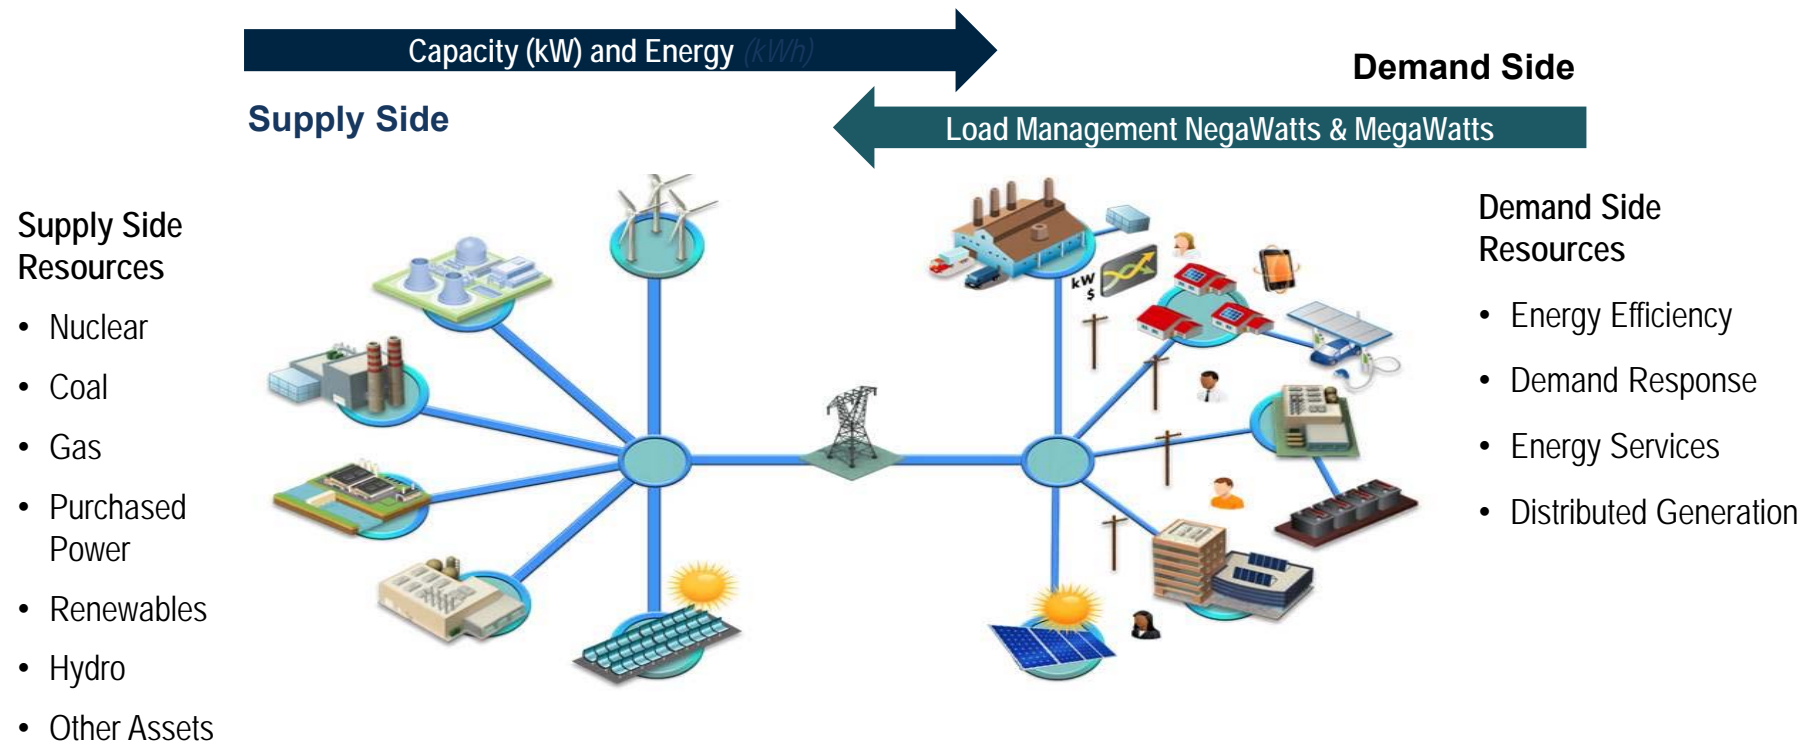 Capacity (kW) and Energy (kWh)
Demand Side
Supply Side
Load Management NegaWatts & MegaWatts
Supply Side
Resources
• Nuclear
• Coal
• Gas
• Purchased
Power
• Renewables
• Hydro
• Other Assets
kW
$
Demand Side
Resources
• Energy Efficiency
• Demand Response
• Energy Services
• Distributed Generation